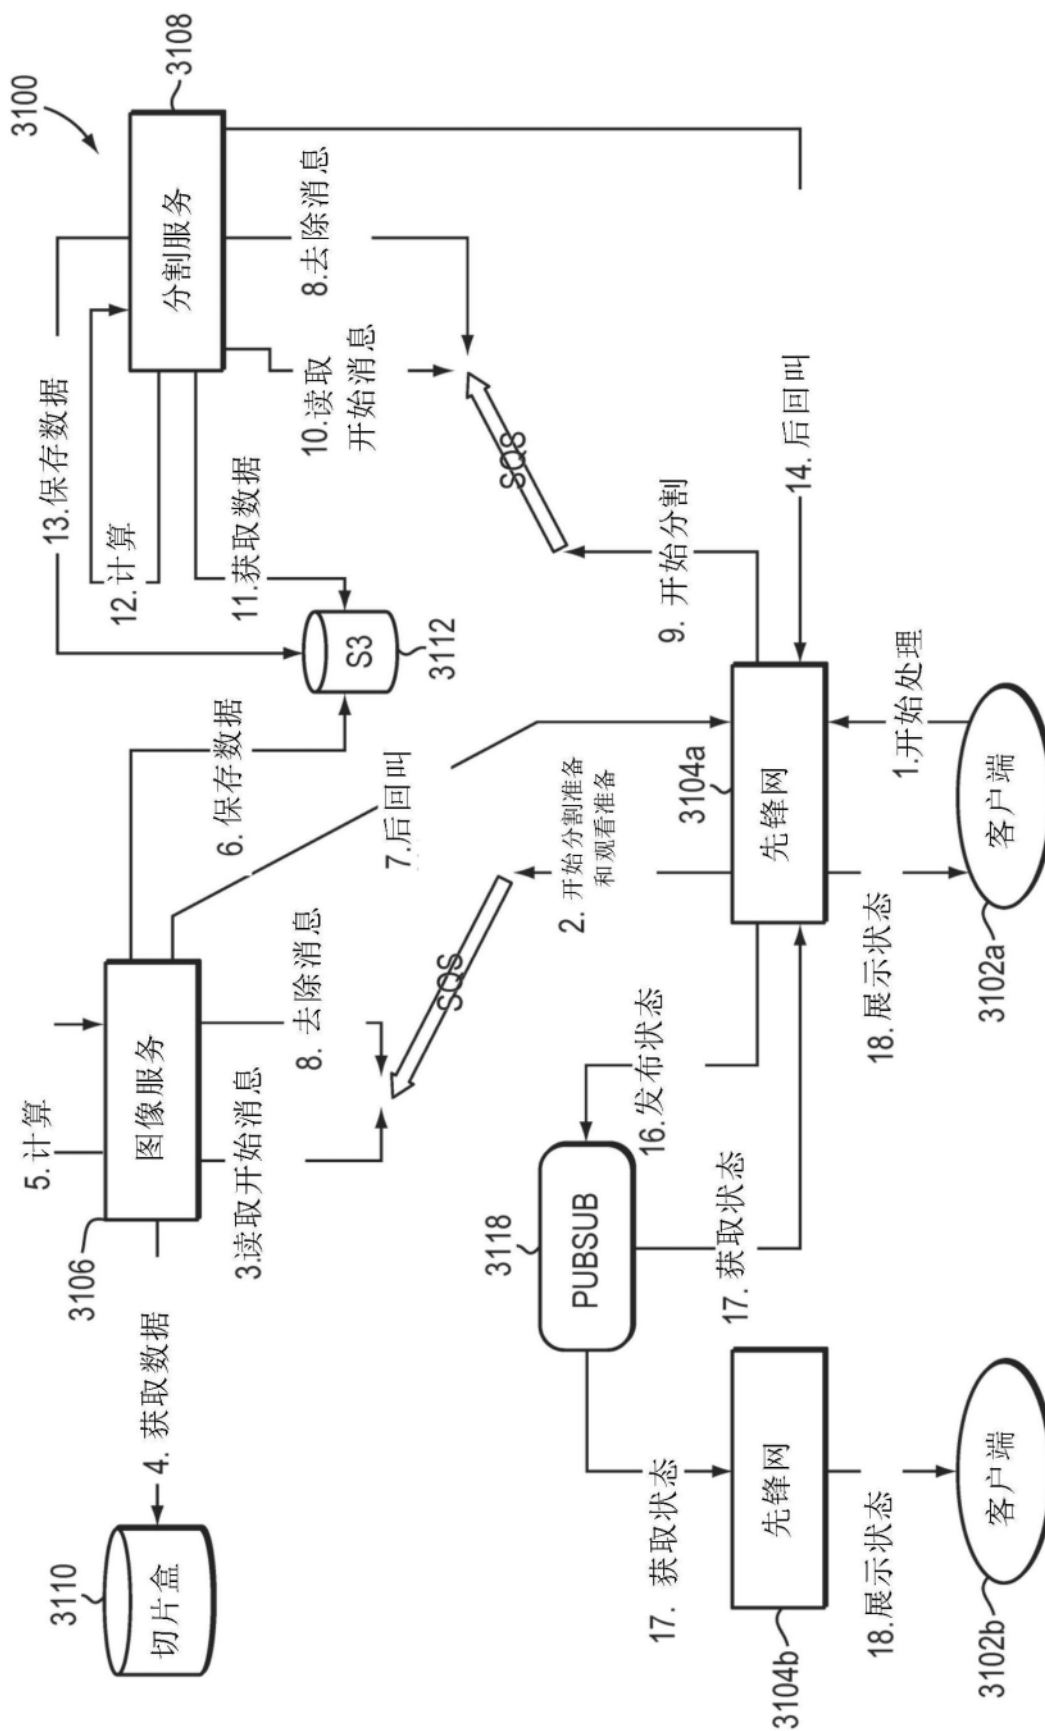 3100
3108
分割服务
13.保存数据
12.计算
11.获取数据
10.读取
开始消息
8.去除消息
SQS
9. 开始分割
14. 后回叫
S3
3112
6. 保存数据
7.后回叫
5.计算
图像服务
3106
3.读取开始消息
8. 去除消息
SQS
2. 开始分割准备
和观看准备
3104a
先锋网
1.开始处理
客户端
3102a
18.展示状态
16.发布状态
3118
PUBSUB
17. 获取状态
4. 获取数据
3110
切片盒
17. 获取状态
先锋网
3104b
18.展示状态
客户端
3102b